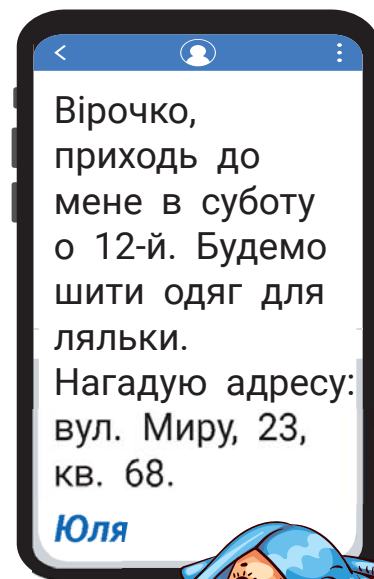 Вірочко,
приходь до
мене в суботу
о 12-й. Будемо
шити одяг для
ляльки.
Нагадую адресу:
вул. Миру, 23,
кв. 68.
Юля